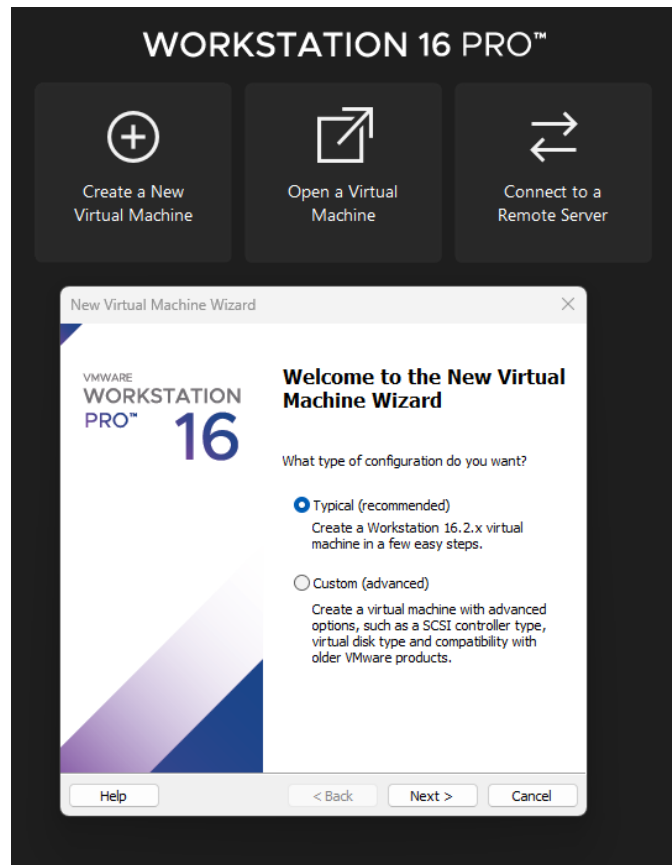 WORKSTATION 16 PRO™
Create a New
Virtual Machine
Open a Virtual
Machine
Connect to a
Remote Server
New Virtual Machine Wizard
VMWARE
WORKSTATION
PRO™ 16
Welcome to the New Virtual
Machine Wizard
What type of configuration do you want?
Typical (recommended)
Create a Workstation 16.2.x virtual
machine in a few easy steps.
Custom (advanced)
Create a virtual machine with advanced
options, such as a SCSI controller type,
virtual disk type and compatibility with
older VMware products.
Help
< Back
Next >
Cancel